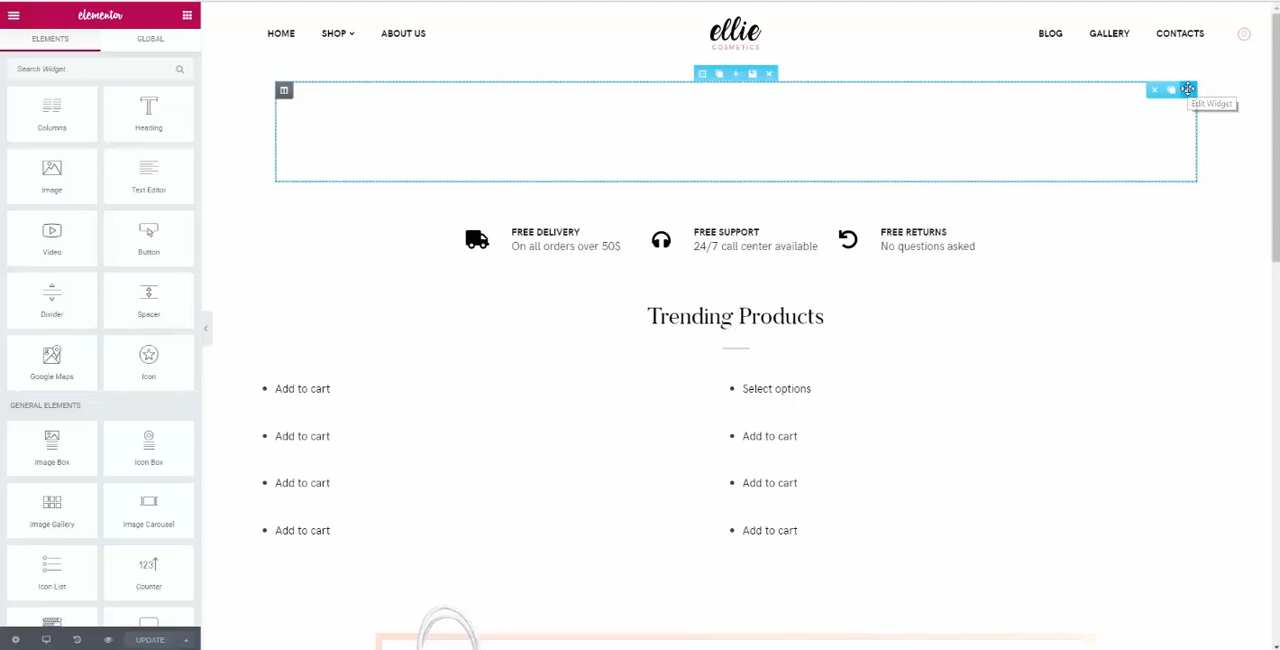 elementor
ELEMENTS
GLOBAL
Search Widget
Columns
Heading
Image
Text Editor
Video
Button
Divider
Spacer
Google Maps
Icon
GENERAL ELEMENTS
Image Box
Icon Box
Image Gallery
Image Carousel
Icon List
123
Counter
UPDATE
HOME
SHOP
ABOUT US
ellie
COSMETICS
BLOG
GALLERY
CONTACTS
0
Edit Widget
FREE DELIVERY
On all orders over 50$
FREE SUPPORT
24/7 call center available
FREE RETURNS
No questions asked
Trending Products
Add to cart
Select options
Add to cart
Add to cart
Add to cart
Add to cart
Add to cart
Add to cart